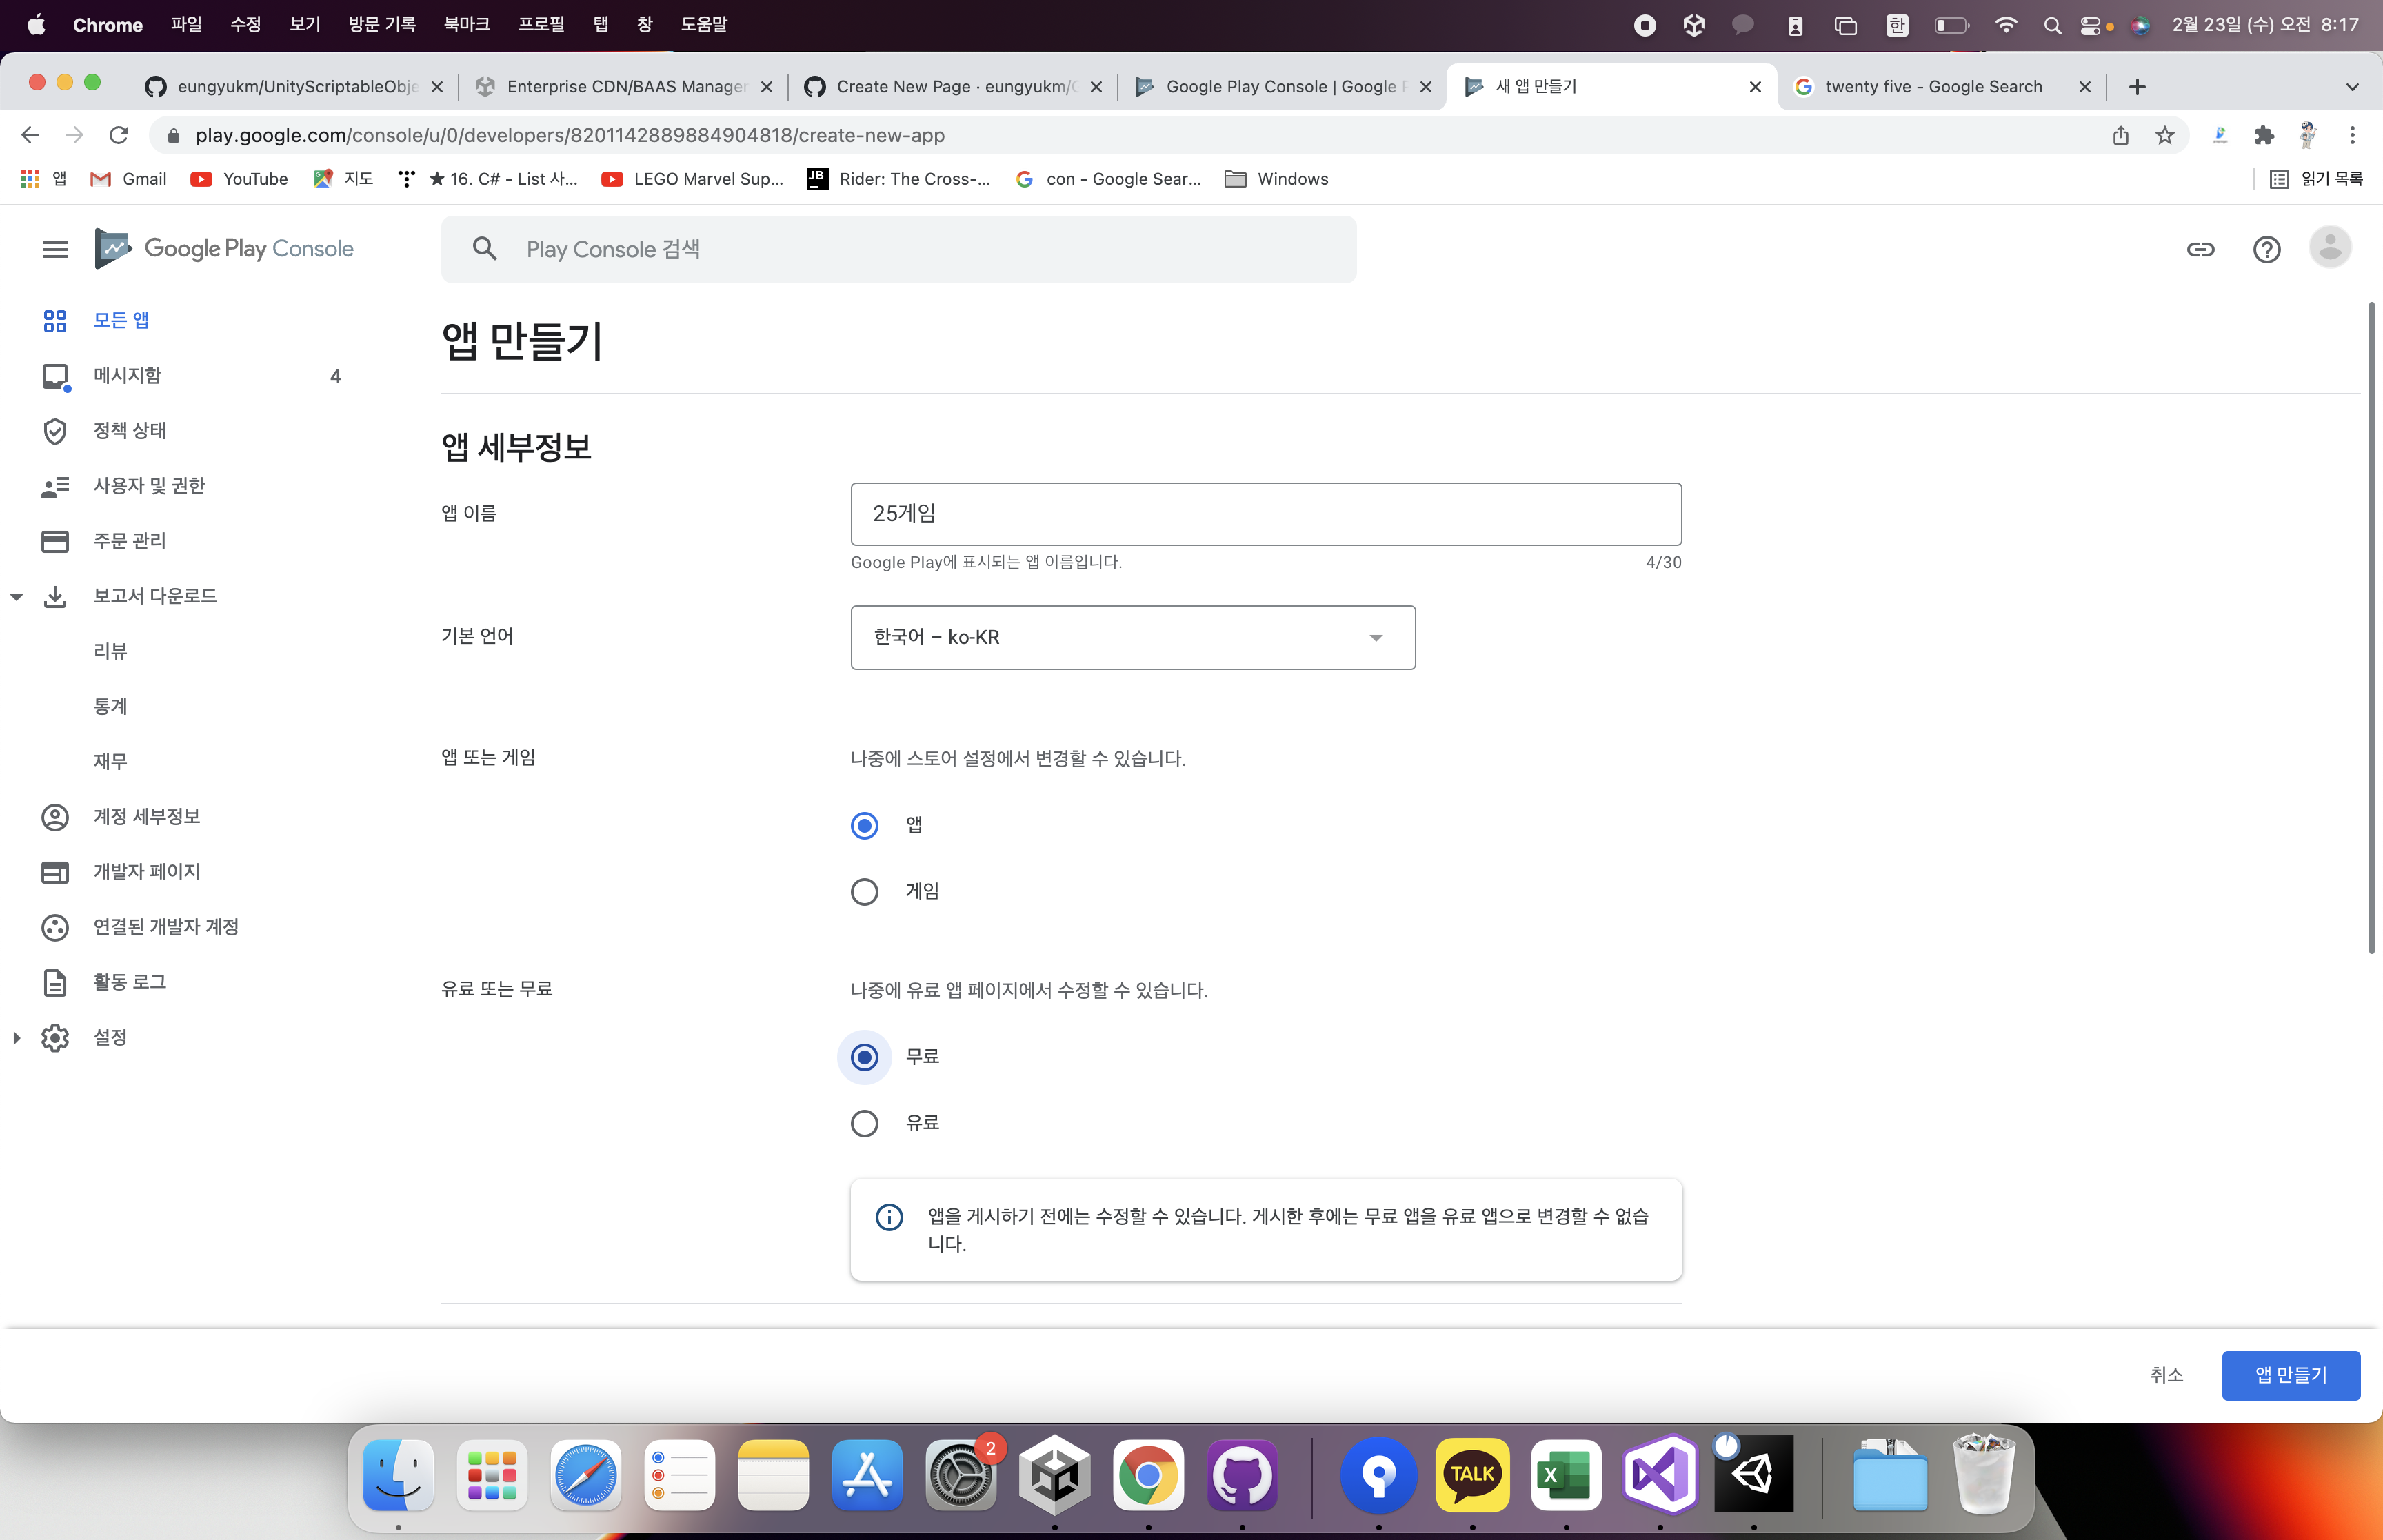 Chrome 파일 수정 보기 방문 기록 북마크 프로필 탭 창 도움말 한 2월 23일 (수) 오전 8:17
eungyukm/UnityScriptableObje Enterprise CDN/BAAS Manager Create New Page · eungyukm/ Google Play Console | Google 새 앱 만들기 twenty five - Google Search
play.google.com/console/u/0/developers/8201142889884904818/create-new-app
앱 Gmail YouTube 지도 ★ 16. C# - List 사... LEGO Marvel Sup... JB Rider: The Cross-... con - Google Sear... Windows 읽기 목록
Google Play Console Play Console 검색
모든 앱
메시지함 4
정책 상태
사용자 및 권한
주문 관리
보고서 다운로드
리뷰
통계
재무
계정 세부정보
개발자 페이지
연결된 개발자 계정
활동 로그
설정
앱 만들기
앱 세부정보
앱 이름 25게임
Google Play에 표시되는 앱 이름입니다. 4/30
기본 언어 한국어 – ko-KR
앱 또는 게임 나중에 스토어 설정에서 변경할 수 있습니다.
앱
게임
유료 또는 무료 나중에 유료 앱 페이지에서 수정할 수 있습니다.
무료
유료
앱을 게시하기 전에는 수정할 수 있습니다. 게시한 후에는 무료 앱을 유료 앱으로 변경할 수 없습
니다.
취소 앱 만들기
2 TALK X